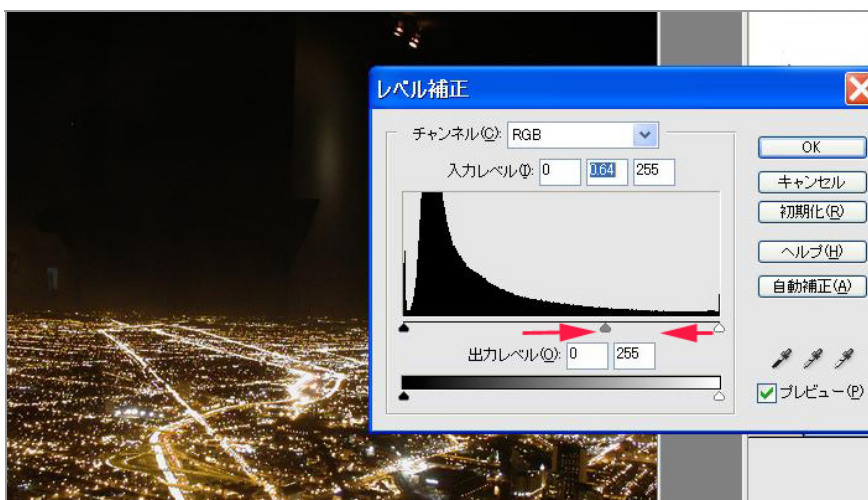 レベル補正
チャンネル(C): RGB
入力レベル(I): 0 0.64 255
出力レベル(O): 0 255
OK
キャンセル
初期化(R)
ヘルプ(H)
自動補正(A)
プレビュー(P)